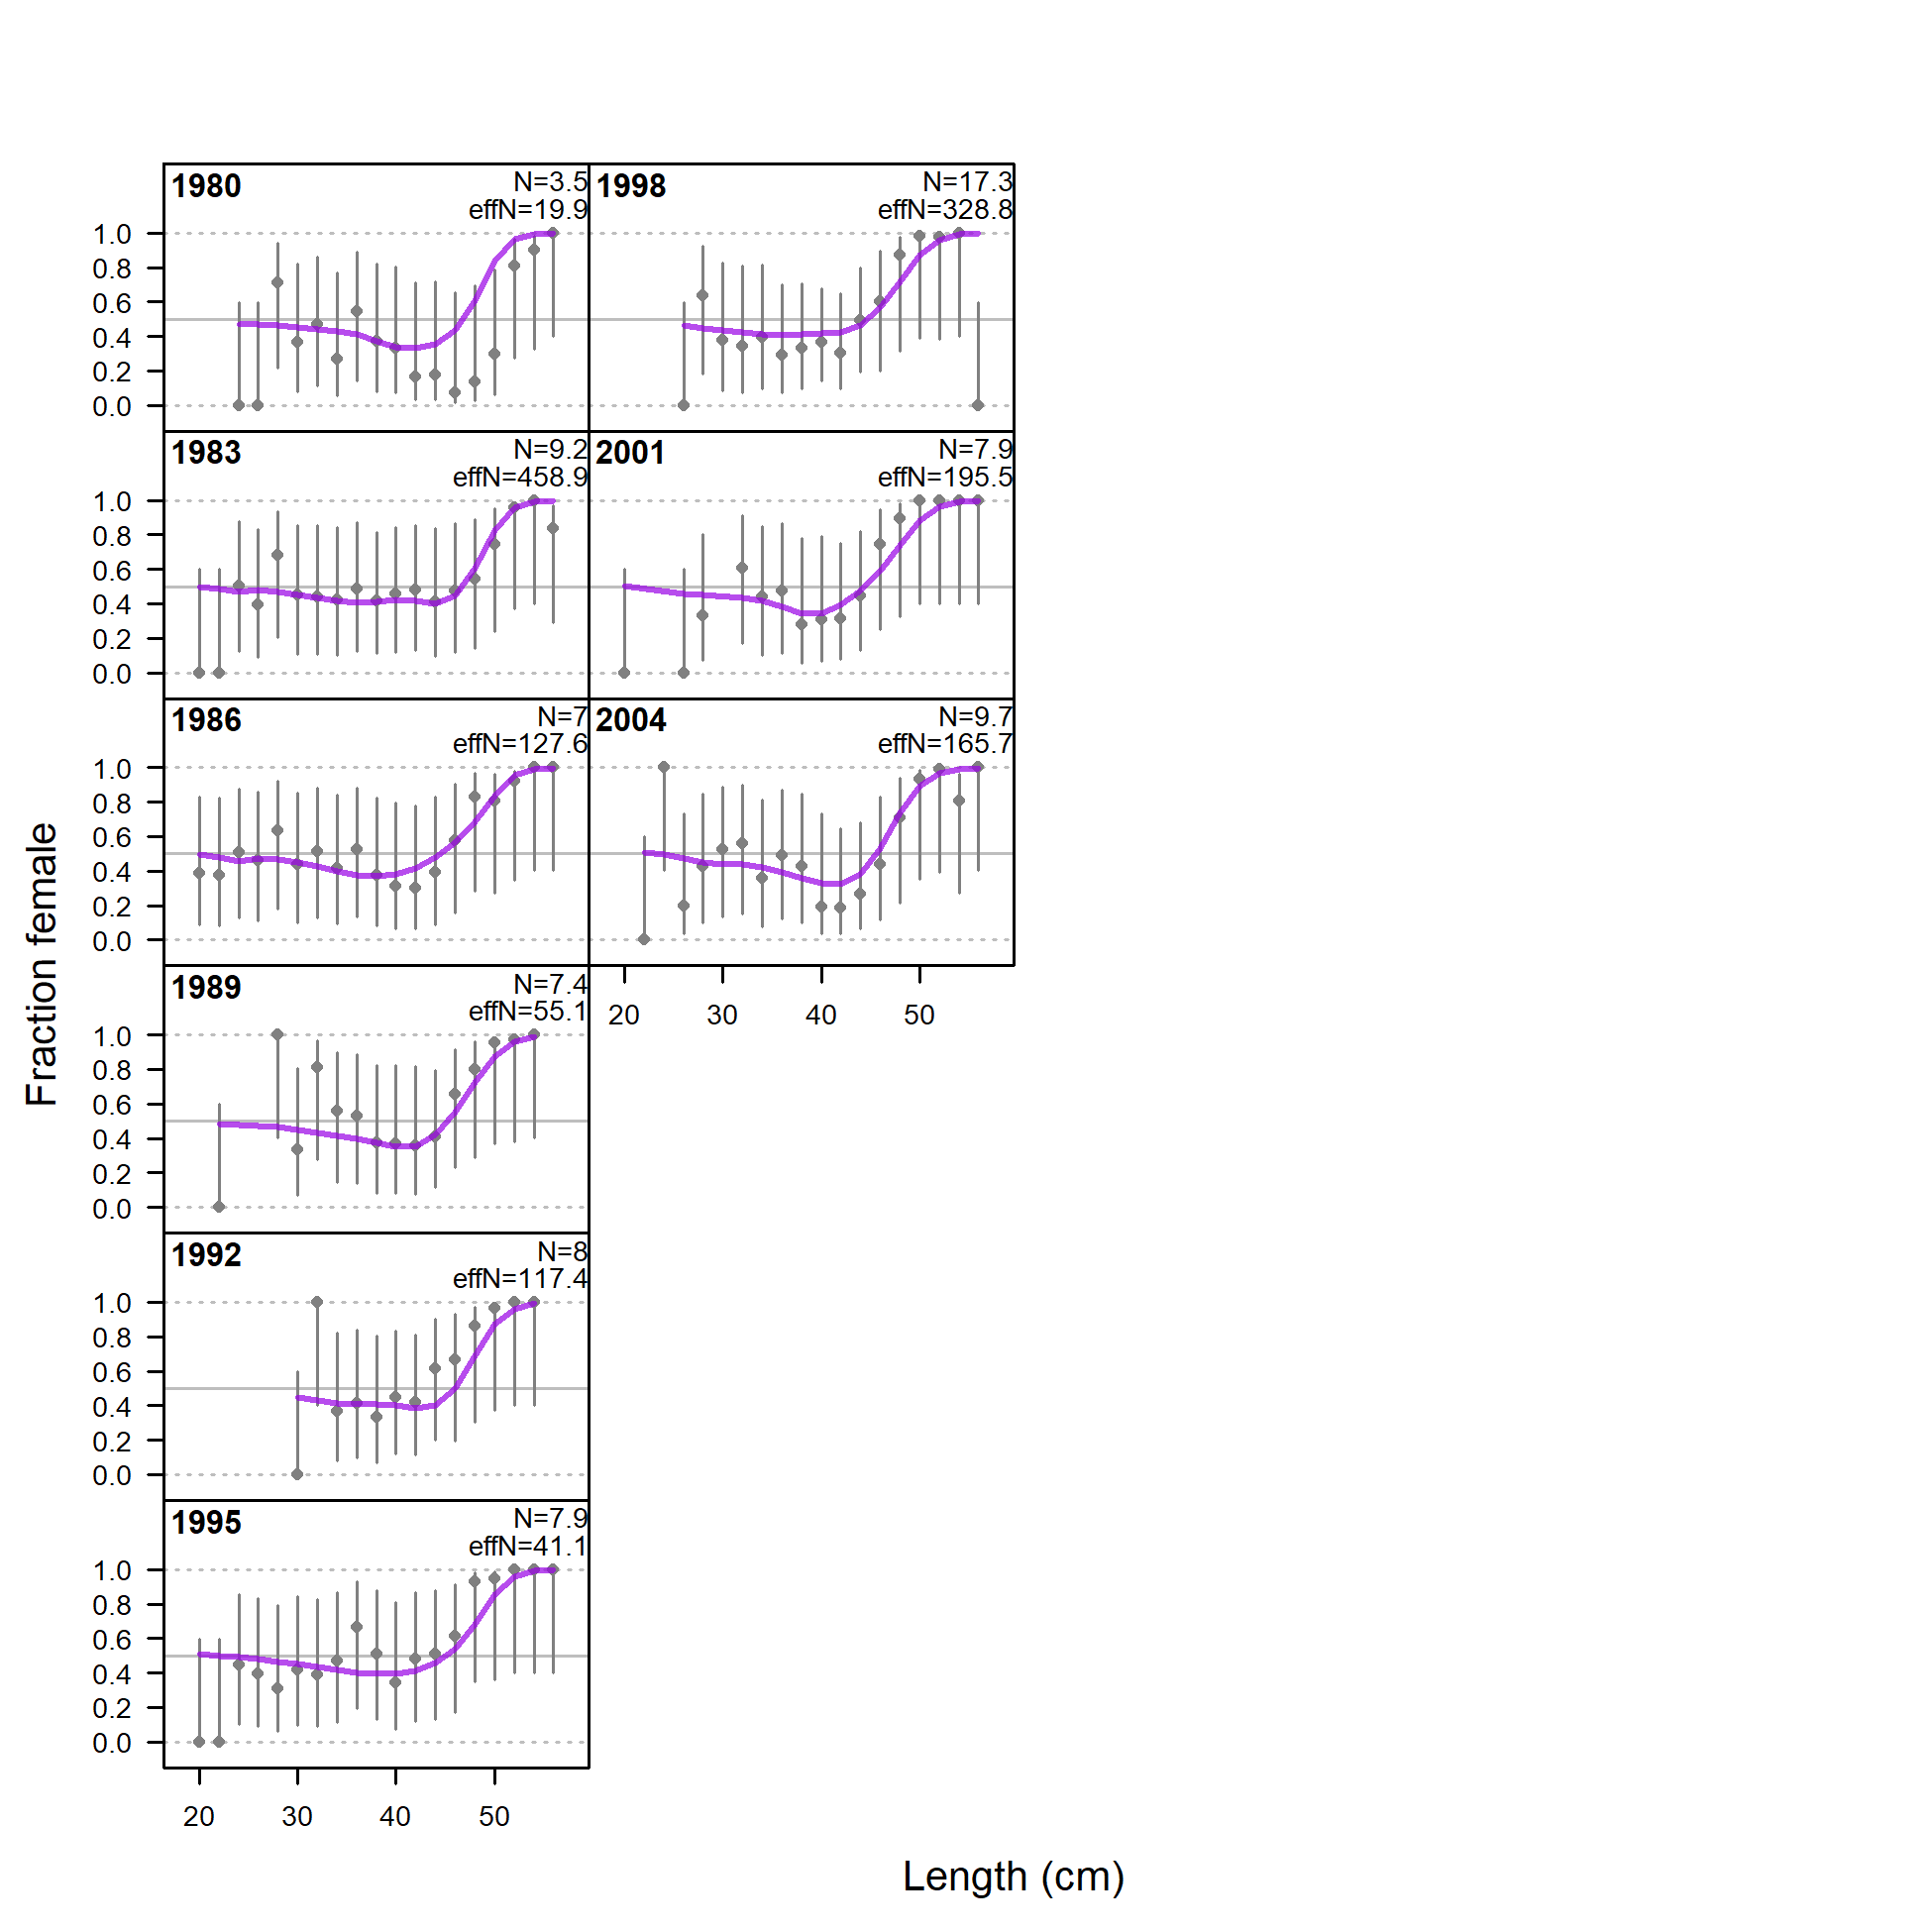 1980
N=3.5
effN=19.9
1.0
0.8
0.6
0.4
0.2
0.0
1998
N=17.3
effN=328.8
1983
N=9.2
effN=458.9
1.0
0.8
0.6
0.4
0.2
0.0
2001
N=7.9
effN=195.5
1986
N=7
effN=127.6
1.0
0.8
0.6
0.4
0.2
0.0
2004
N=9.7
effN=165.7
20 30 40 50
Fraction female
1989
N=7.4
effN=55.1
1.0
0.8
0.6
0.4
0.2
0.0
1992
N=8
effN=117.4
1.0
0.8
0.6
0.4
0.2
0.0
1995
N=7.9
effN=41.1
1.0
0.8
0.6
0.4
0.2
0.0
20 30 40 50
Length (cm)